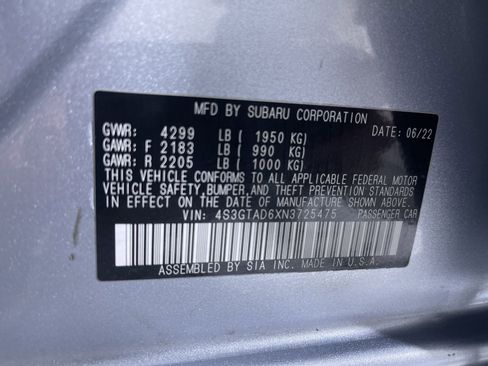 MFD BY SUBARU CORPORATION
GVWR: 4299 LB ( 1950 KG) DATE: 06/22
GAWR: F 2183 LB ( 990 KG)
GAWR: R 2205 LB ( 1000 KG)
THIS VEHICLE CONFORMS TO ALL APPLICABLE FEDERAL MOTOR
VEHICLE SAFETY, BUMPER, AND THEFT PREVENTION STANDARDS
IN EFFECT ON THE DATE OF MANUFACTURE SHOWN ABOVE.
VIN: 4S3GTAD6XN3725475 PASSENGER CAR
ASSEMBLED BY SIA INC. MADE IN U.S.A.